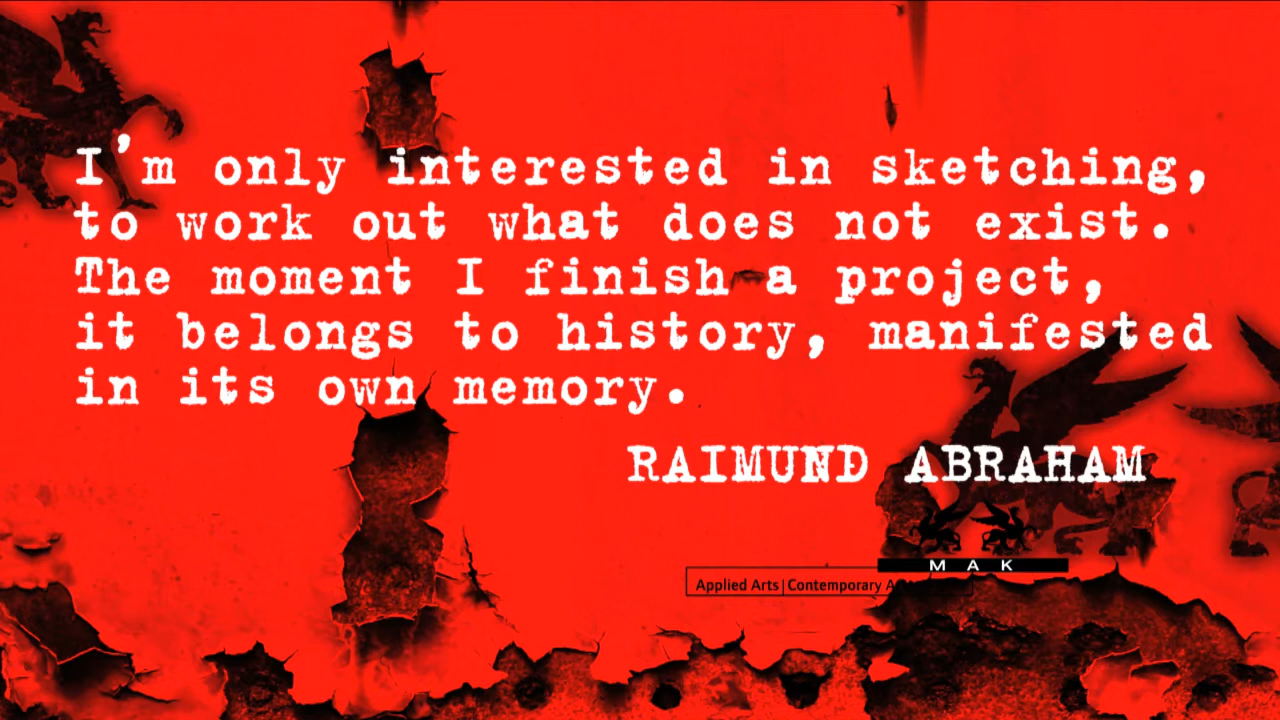 I'm only interested in sketching,
to work out what does not exist.
The moment I finish a project,
it belongs to history, manifested
in its own memory.
RAIMUND ABRAHAM
M A K
Applied Arts | Contemporary